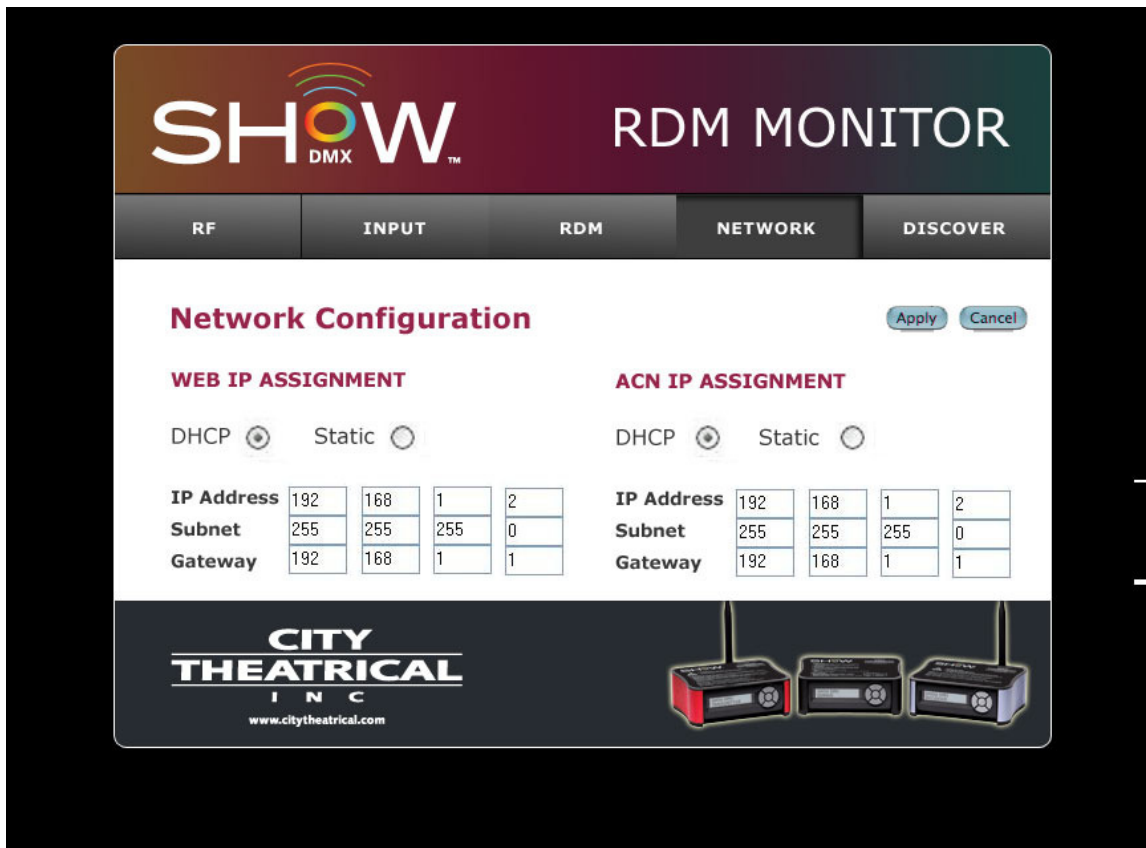 SHOW DMX ™
RDM MONITOR
RF INPUT RDM NETWORK DISCOVER
Network Configuration
Apply Cancel
WEB IP ASSIGNMENT
DHCP Static
IP Address 192 168 1 2
Subnet 255 255 255 0
Gateway 192 168 1 1
ACN IP ASSIGNMENT
DHCP Static
IP Address 192 168 1 2
Subnet 255 255 255 0
Gateway 192 168 1 1
CITY
THEATRICAL
INC
www.citytheatrical.com
SHOW
SHOW
SHOW